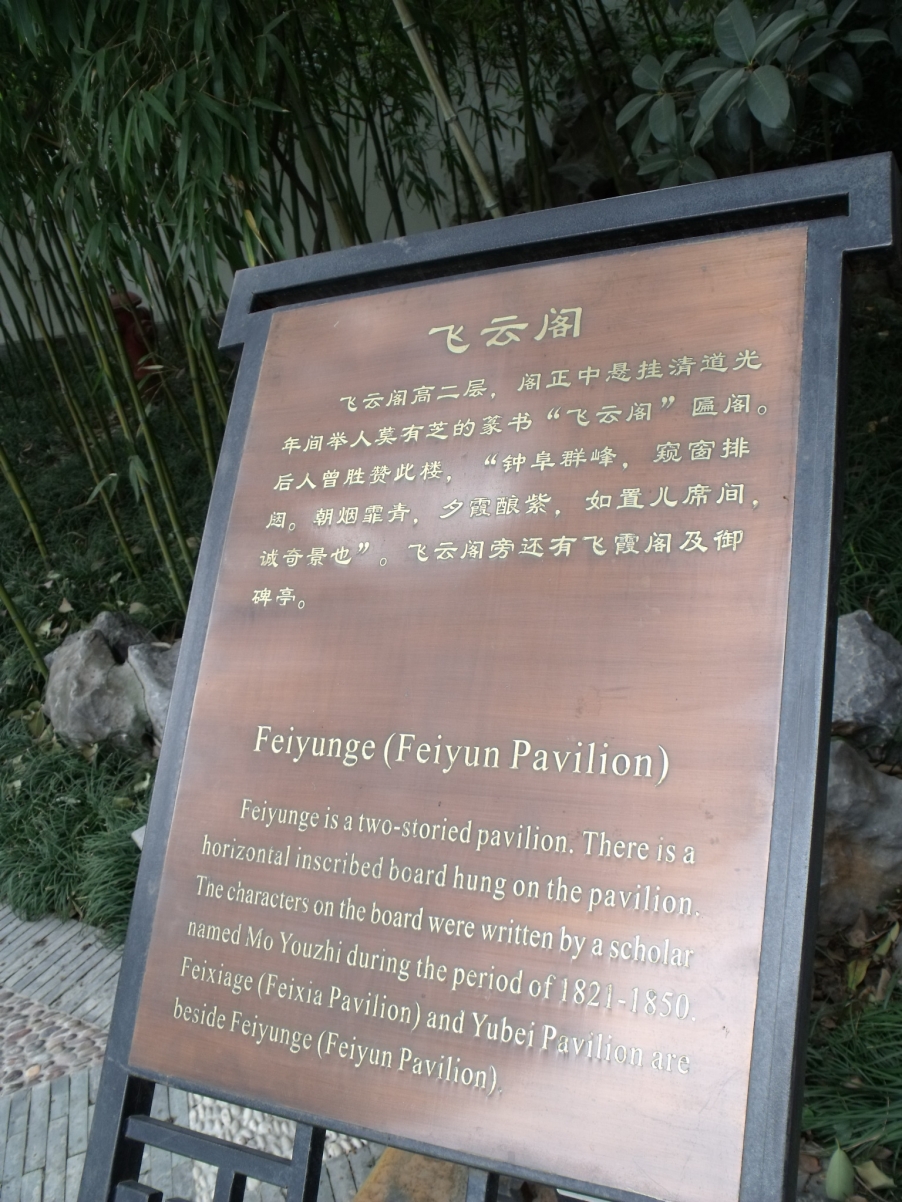 飞云阁
飞云阁高二层，阁正中悬挂清道光
年间举人莫有芝的篆书“飞云阁”匾阁。
后人曾胜赞此楼，“钟阜群峰，窥窗排
闼。朝烟霏青，夕霞酿紫，如置儿席间，
诚奇景也”。飞云阁旁还有飞霞阁及御
碑亭。
Feiyunge (Feiyun Pavilion)
Feiyunge is a two-storied pavilion. There is a
horizontal inscribed board hung on the pavilion.
The characters on the board were written by a scholar
named Mo Youzhi during the period of 1821-1850.
Feixiage (Feixia Pavilion) and Yubei Pavilion are
beside Feiyunge (Feiyun Pavilion).